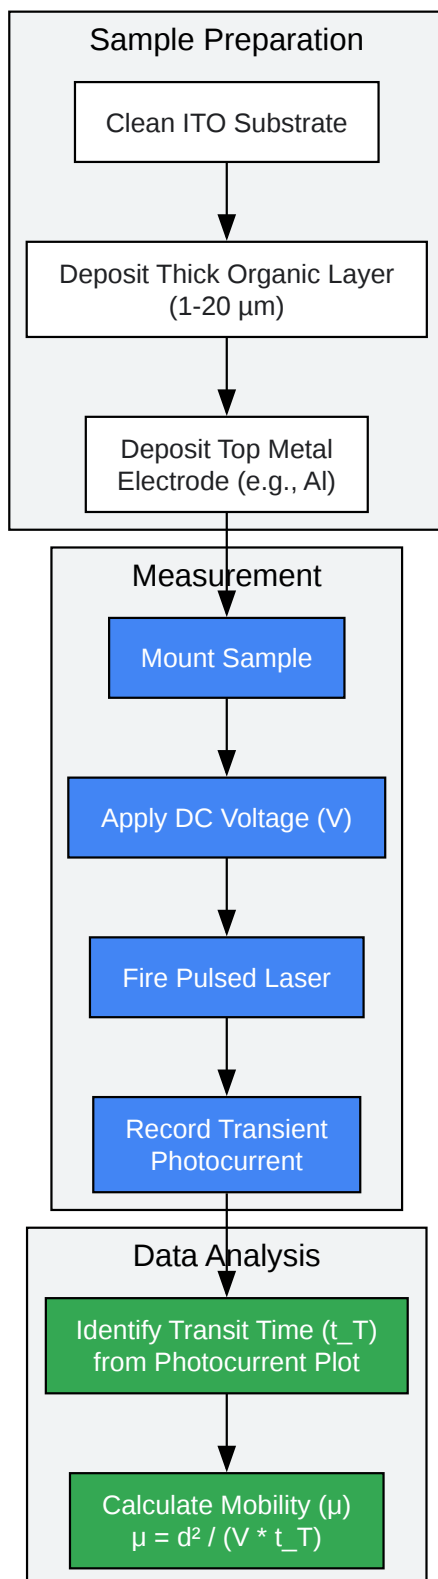 Sample Preparation
Clean ITO Substrate
Deposit Thick Organic Layer
(1-20 µm)
Deposit Top Metal
Electrode (e.g., Al)
Measurement
Mount Sample
Apply DC Voltage (V)
Fire Pulsed Laser
Record Transient
Photocurrent
Data Analysis
Identify Transit Time (t_T)
from Photocurrent Plot
Calculate Mobility (µ)
µ = d² / (V * t_T)